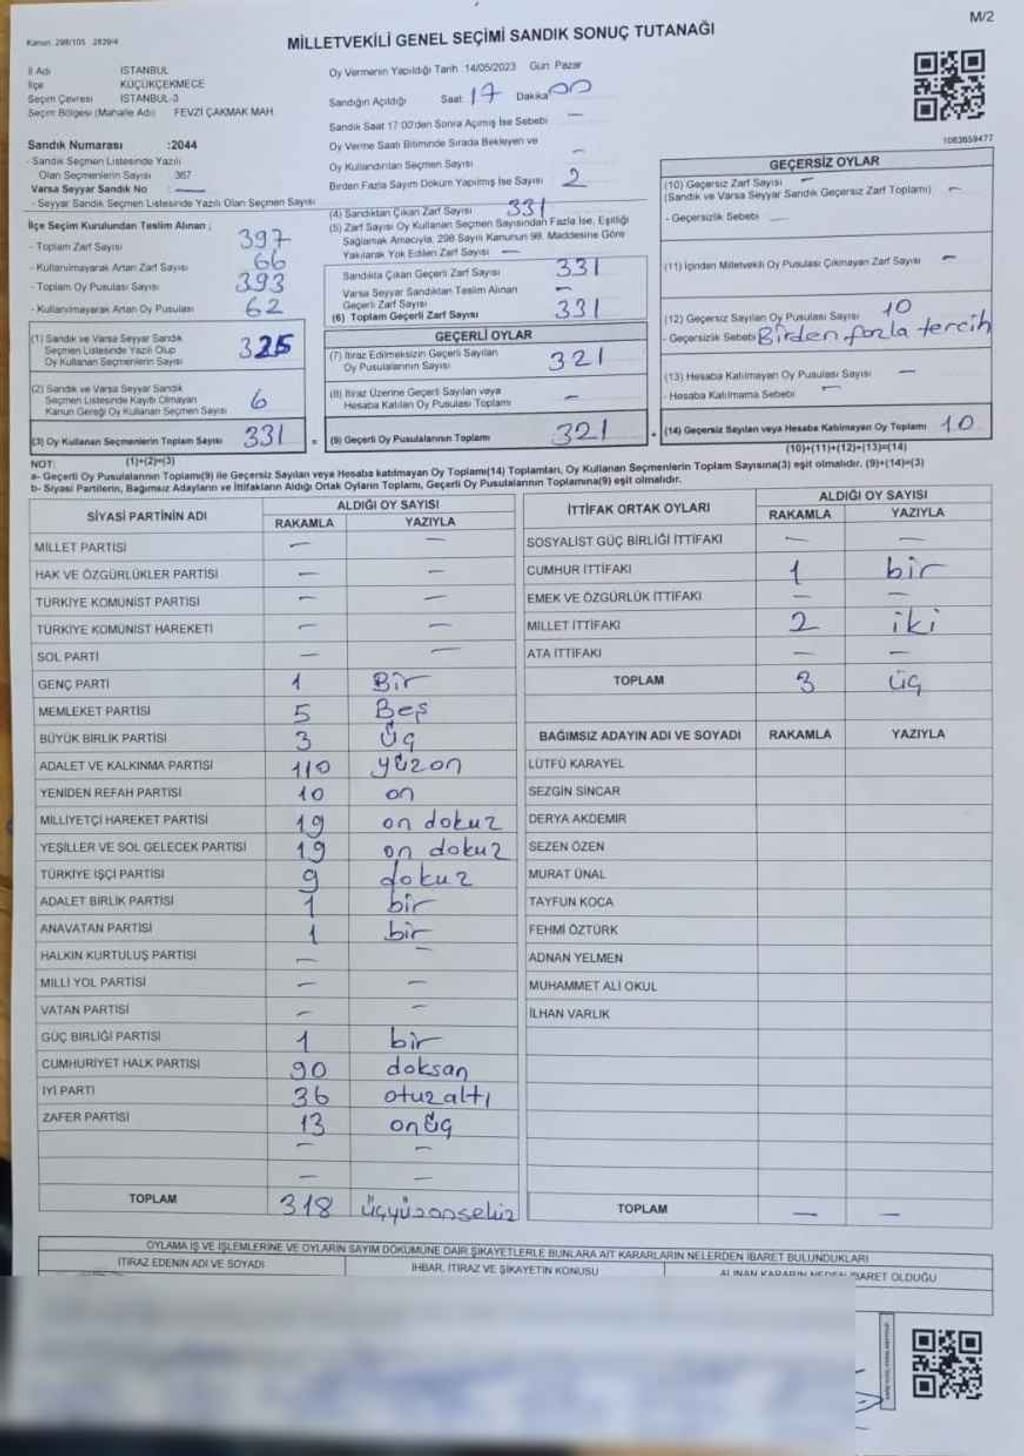 M/2
Kanun: 298/105 2829/4
MİLLETVEKİLİ GENEL SEÇİMİ SANDIK SONUÇ TUTANAĞI
İl Adı İSTANBUL
İlçe KÜÇÜKÇEKMECE
Seçim Çevresi İSTANBUL-3
Seçim Bölgesi (Mahalle Adı) FEVZİ ÇAKMAK MAH
Oy Vermenin Yapıldığı Tarih :14/05/2023 Gün: Pazar
Sandığın Açıldığı Saat: 17 Dakika 00
Sandık Saat 17:00'den Sonra Açılmış İse Sebebi —
Oy Verme Saati Bitiminde Sırada Bekleyen ve
Oy Kullandırılan Seçmen Sayısı —
Birden Fazla Sayım Döküm Yapılmış İse Sayısı 2
1063659477
Sandık Numarası :2044
- Sandık Seçmen Listesinde Yazılı
Olan Seçmenlerin Sayısı 367
Varsa Seyyar Sandık No : —
- Seyyar Sandık Seçmen Listesinde Yazılı Olan Seçmen Sayısı
İlçe Seçim Kurulundan Teslim Alınan ;
- Toplam Zarf Sayısı 397
- Kullanılmayarak Artan Zarf Sayısı 66
- Toplam Oy Pusulası Sayısı 393
- Kullanılmayarak Artan Oy Pusulası 62
(1) Sandık ve Varsa Seyyar Sandık
Seçmen Listesinde Yazılı Olup
Oy Kullanan Seçmenlerin Sayısı 325
(2) Sandık ve Varsa Seyyar Sandık
Seçmen Listesinde Kayıtlı Olmayan
Kanun Gereği Oy Kullanan Seçmen Sayısı 6
(3) Oy Kullanan Seçmenlerin Toplam Sayısı 331
(1)+(2)=(3)
(4) Sandıktan Çıkan Zarf Sayısı 331
(5) Zarf Sayısı Oy Kullanan Seçmen Sayısından Fazla İse, Eşitliği
Sağlamak Amacıyla, 298 Sayılı Kanunun 98. Maddesine Göre
Yakılarak Yok Edilen Zarf Sayısı —
Sandıkta Çıkan Geçerli Zarf Sayısı 331
Varsa Seyyar Sandıktan Teslim Alınan
Geçerli Zarf Sayısı —
(6) Toplam Geçerli Zarf Sayısı 331
GEÇERLİ OYLAR
(7) İtiraz Edilmeksizin Geçerli Sayılan
Oy Pusulalarının Sayısı 321
(8) İtiraz Üzerine Geçerli Sayılan veya
Hesaba Katılan Oy Pusulası Toplamı —
= (9) Geçerli Oy Pusulalarının Toplamı 321
GEÇERSİZ OYLAR
(10) Geçersiz Zarf Sayısı —
(Sandık ve Varsa Seyyar Sandık Geçersiz Zarf Toplamı) —
- Geçersizlik Sebebi —
(11) İçinden Milletvekili Oy Pusulası Çıkmayan Zarf Sayısı —
(12) Geçersiz Sayılan Oy Pusulası Sayısı 10
- Geçersizlik Sebebi Birden fazla tercih
(13) Hesaba Katılmayan Oy Pusulası Sayısı —
- Hesaba Katılmama Sebebi —
+ (14) Geçersiz Sayılan veya Hesaba Katılmayan Oy Toplamı 10
(10)+(11)+(12)+(13)=(14)
NOT:
a- Geçerli Oy Pusulalarının Toplamı(9) ile Geçersiz Sayılan veya Hesaba katılmayan Oy Toplamı(14) Toplamları, Oy Kullanan Seçmenlerin Toplam Sayısına(3) eşit olmalıdır. (9)+(14)=(3)
b- Siyasi Partilerin, Bağımsız Adayların ve İttifakların Aldığı Ortak Oyların Toplamı, Geçerli Oy Pusulalarının Toplamına(9) eşit olmalıdır.
SİYASİ PARTİNİN ADI ALDIĞI OY SAYISI
RAKAMLA YAZIYLA
MİLLET PARTİSİ — —
HAK VE ÖZGÜRLÜKLER PARTİSİ — —
TÜRKİYE KOMÜNİST PARTİSİ — —
TÜRKİYE KOMÜNİST HAREKETİ — —
SOL PARTİ — —
GENÇ PARTİ 1 Bir
MEMLEKET PARTİSİ 5 Beş
BÜYÜK BİRLİK PARTİSİ 3 Üç
ADALET VE KALKINMA PARTİSİ 110 yüzon
YENİDEN REFAH PARTİSİ 10 on
MİLLİYETÇİ HAREKET PARTİSİ 19 on dokuz
YEŞİLLER VE SOL GELECEK PARTİSİ 19 on dokuz
TÜRKİYE İŞÇİ PARTİSİ 9 dokuz
ADALET BİRLİK PARTİSİ 1 bir
ANAVATAN PARTİSİ 1 bir
HALKIN KURTULUŞ PARTİSİ — —
MİLLİ YOL PARTİSİ — —
VATAN PARTİSİ — —
GÜÇ BİRLİĞİ PARTİSİ 1 bir
CUMHURİYET HALK PARTİSİ 90 doksan
İYİ PARTİ 36 otuzaltı
ZAFER PARTİSİ 13 onüç
— —
— —
TOPLAM 318 üçyüzonsekiz
İTTİFAK ORTAK OYLARI ALDIĞI OY SAYISI
RAKAMLA YAZIYLA
SOSYALİST GÜÇ BİRLİĞİ İTTİFAKI — —
CUMHUR İTTİFAKI 1 bir
EMEK VE ÖZGÜRLÜK İTTİFAKI — —
MİLLET İTTİFAKI 2 iki
ATA İTTİFAKI — —
TOPLAM 3 üç
BAĞIMSIZ ADAYIN ADI VE SOYADI RAKAMLA YAZIYLA
LÜTFÜ KARAYEL
SEZGİN SİNCAR
DERYA AKDEMİR
SEZEN ÖZEN
MURAT ÜNAL
TAYFUN KOCA
FEHMİ ÖZTÜRK
ADNAN YELMEN
MUHAMMET ALİ OKUL
İLHAN VARLIK
TOPLAM — —
OYLAMA İŞ VE İŞLEMLERİNE VE OYLARIN SAYIM DÖKÜMÜNE DAİR ŞİKAYETLERLE BUNLARA AİT KARARLARIN NELERDEN İBARET BULUNDUKLARI
İTİRAZ EDENİN ADI VE SOYADI İHBAR, İTİRAZ VE ŞİKAYETİN KONUSU ALINAN KARARIN NEDEN İBARET OLDUĞU